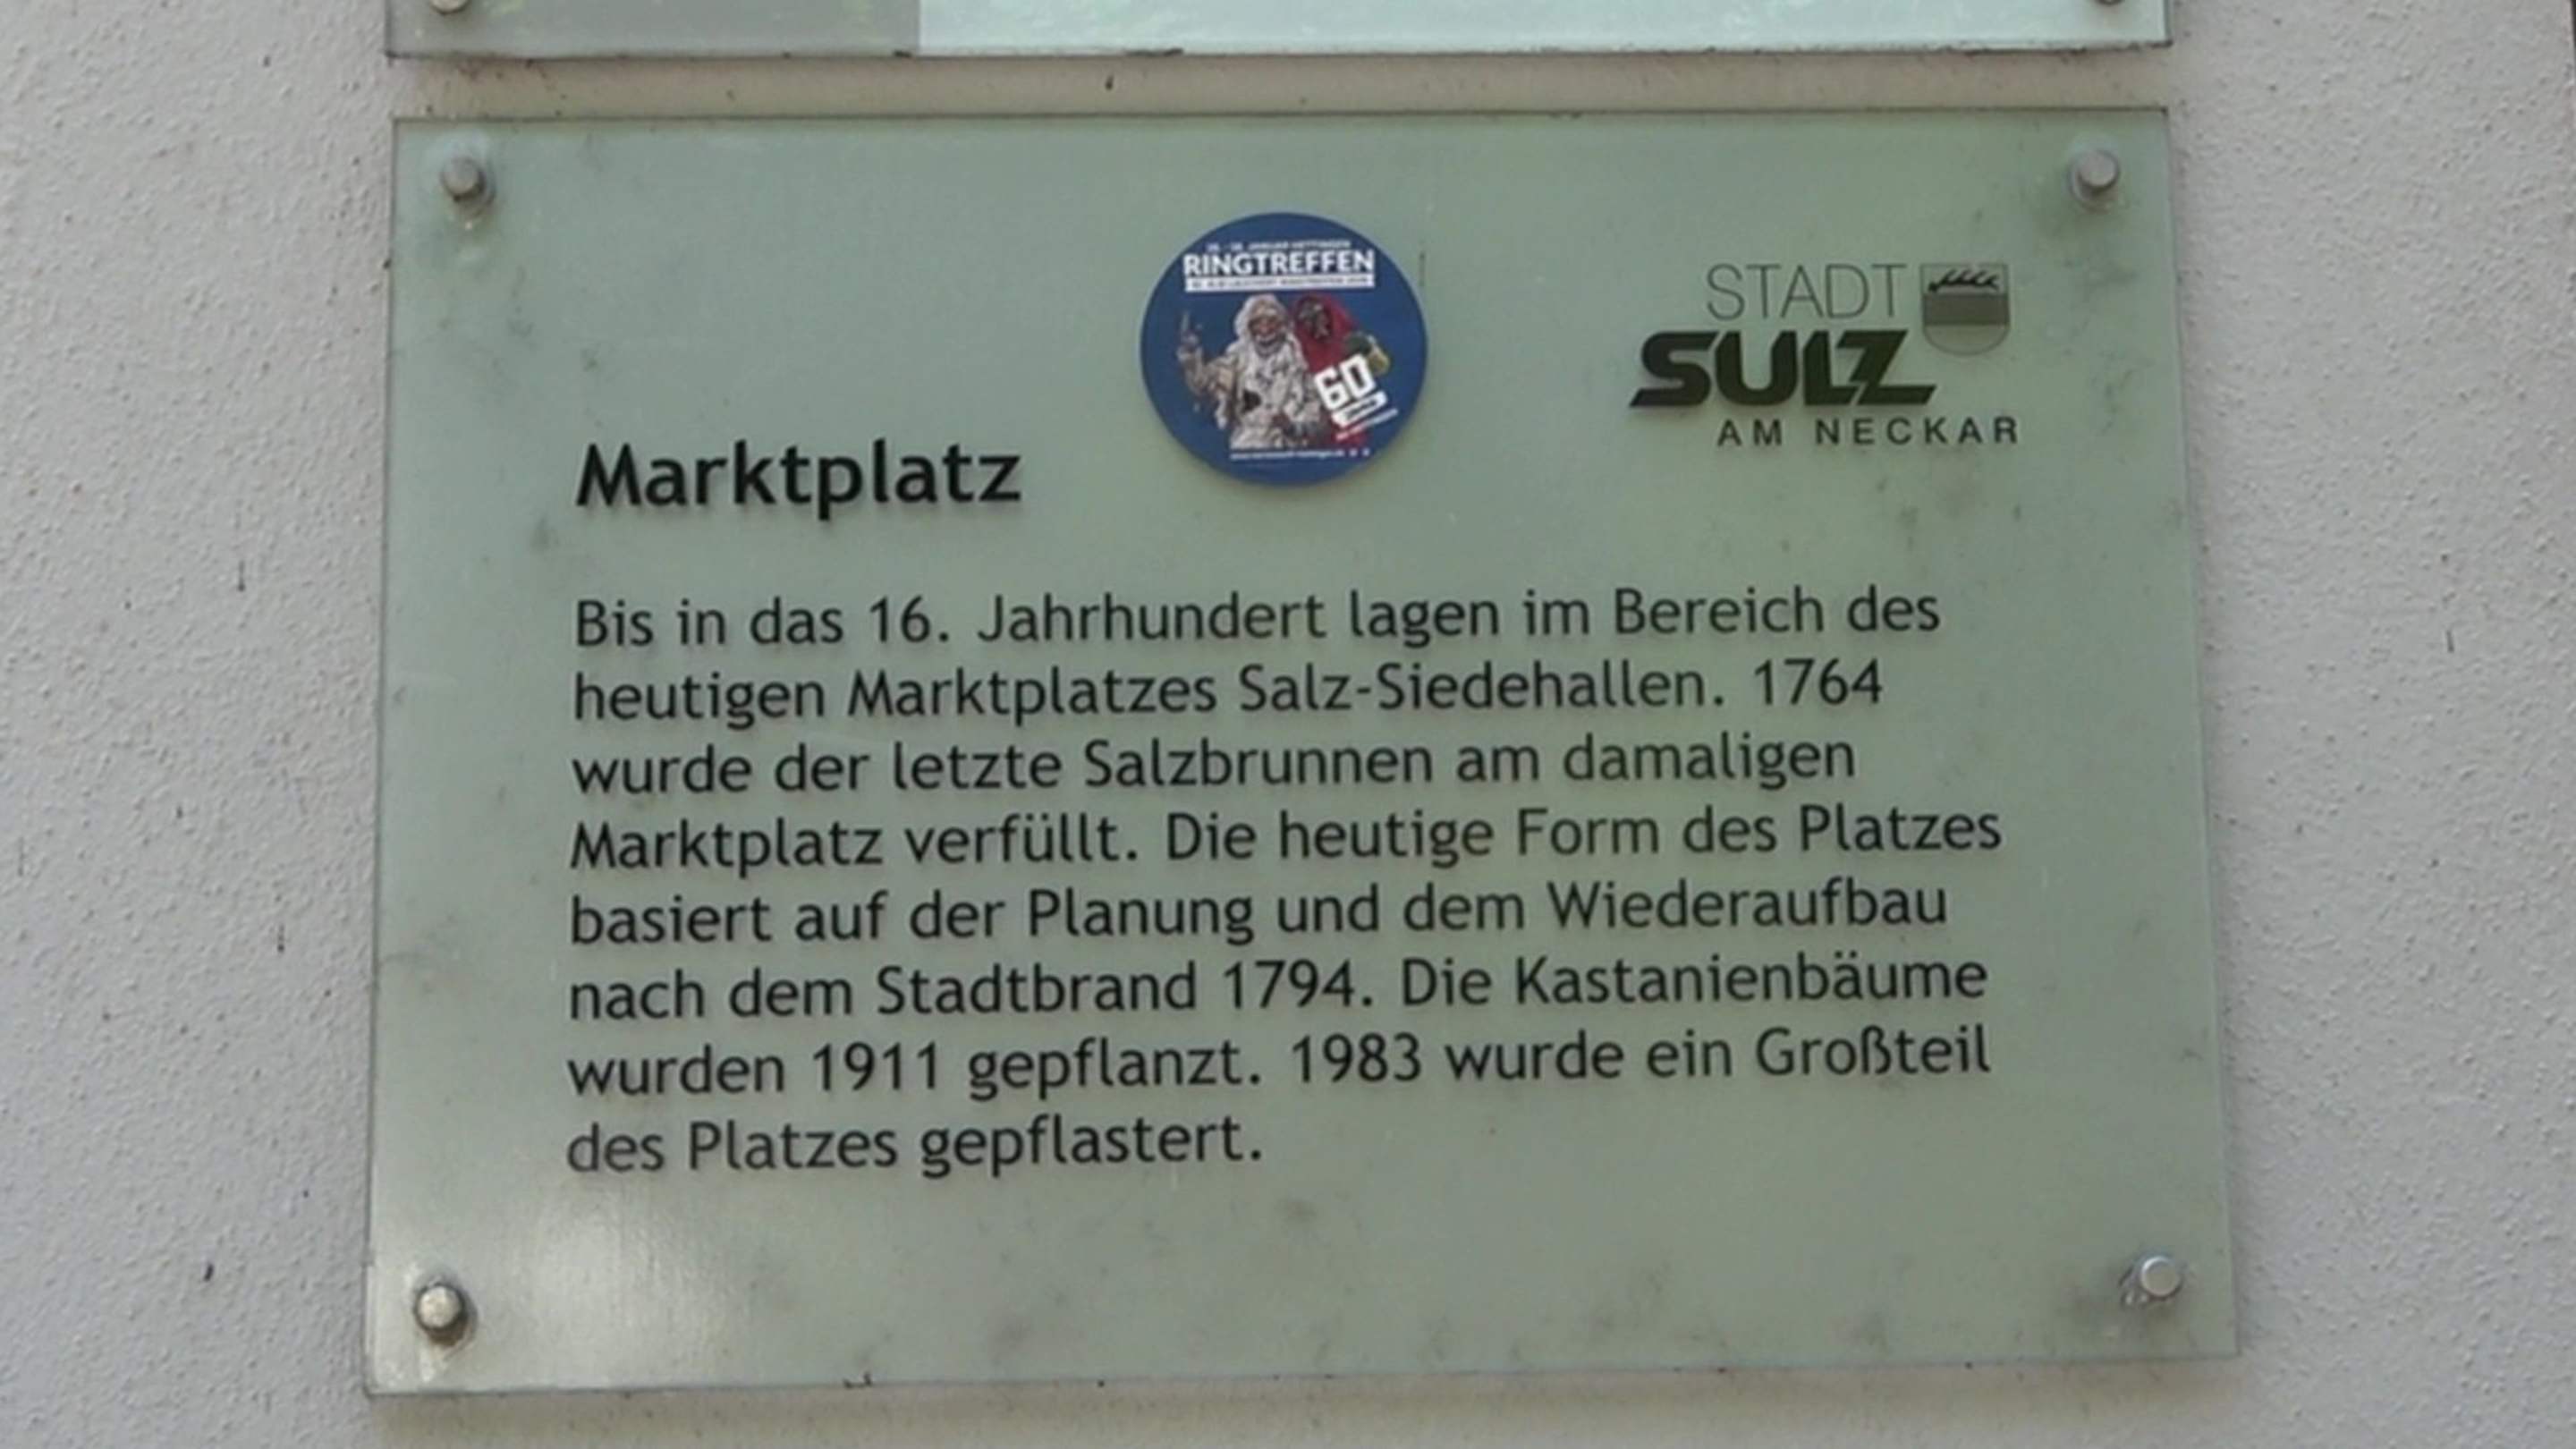 RINGTREFFEN
60
STADT
SULZ
AM NECKAR
Marktplatz
Bis in das 16. Jahrhundert lagen im Bereich des
heutigen Marktplatzes Salz-Siedehallen. 1764
wurde der letzte Salzbrunnen am damaligen
Marktplatz verfüllt. Die heutige Form des Platzes
basiert auf der Planung und dem Wiederaufbau
nach dem Stadtbrand 1794. Die Kastanienbäume
wurden 1911 gepflanzt. 1983 wurde ein Großteil
des Platzes gepflastert.